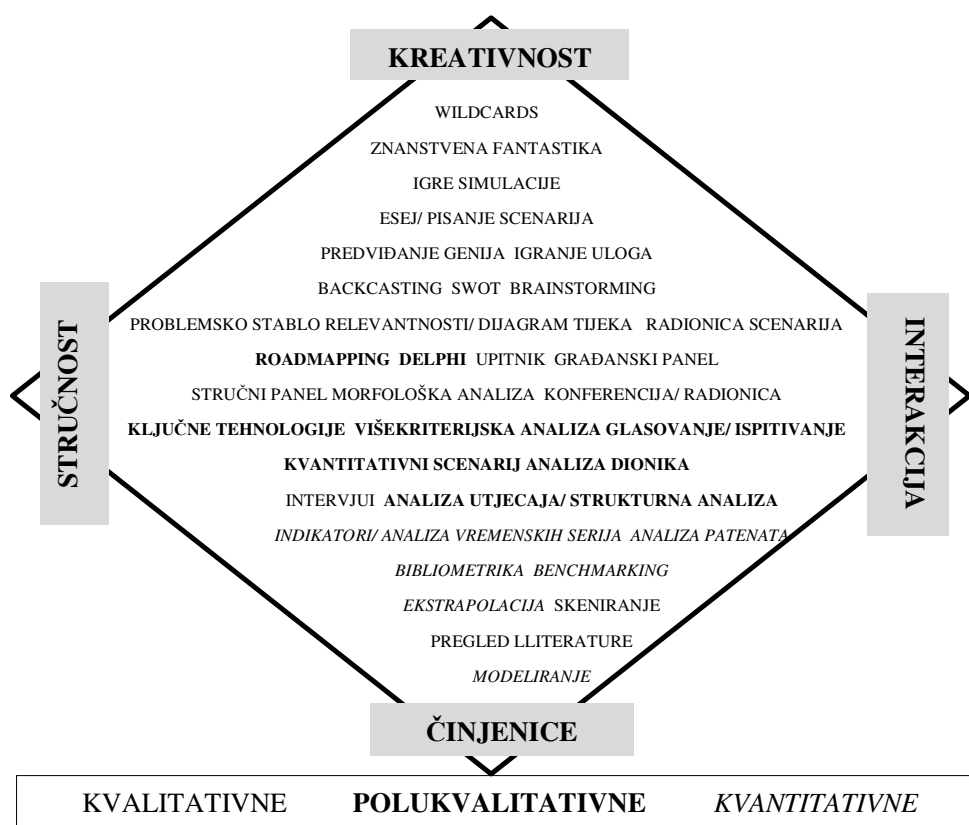 KREATIVNOST
WILDCARDS
ZNANSTVENA FANTASTIKA
IGRE SIMULACIJE
ESEJ/ PISANJE SCENARIJA
PREDVIĐANJE GENIJA IGRANJE ULOGA
BACKCASTING SWOT BRAINSTORMING
PROBLEMSKO STABLO RELEVANTNOSTI/ DIJAGRAM TIJEKA RADIONICA SCENARIJA
ROADMAPPING DELPHI UPITNIK GRAĐANSKI PANEL
STRUČNI PANEL MORFOLOŠKA ANALIZA KONFERENCIJA/ RADIONICA
KLJUČNE TEHNOLOGIJE VIŠEKRITERIJSKA ANALIZA GLASOVANJE/ ISPITIVANJE
KVANTITATIVNI SCENARIJ ANALIZA DIONIKA
INTERVJUI ANALIZA UTJECAJA/ STRUKTURNA ANALIZA
INDIKATORI/ ANALIZA VREMENSKIH SERIJA ANALIZA PATENATA
BIBLIOMETRIKA BENCHMARKING
EKSTRAPOLACIJA SKENIRANJE
PREGLED LLITERATURE
MODELIRANJE
STRUČNOST
INTERAKCIJA
ČINJENICE
KVALITATIVNE POLUKVALITATIVNE KVANTITATIVNE